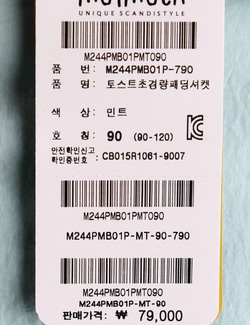 UNIQUE SCANDISTYLE
M244PMB01PMT090
품 번: M244PMB01P-790
품 명: 토스트초경량패딩서켓
색 상: 민트
호 칭: 90 (90-120)
안전확인신고
확인증번호 : CB015R1061-9007
M244PMB01PMT090
M244PMB01P-MT-90-790
M244PMB01PMT090
M244PMB01P-MT-90
판매가격: ₩ 79,000